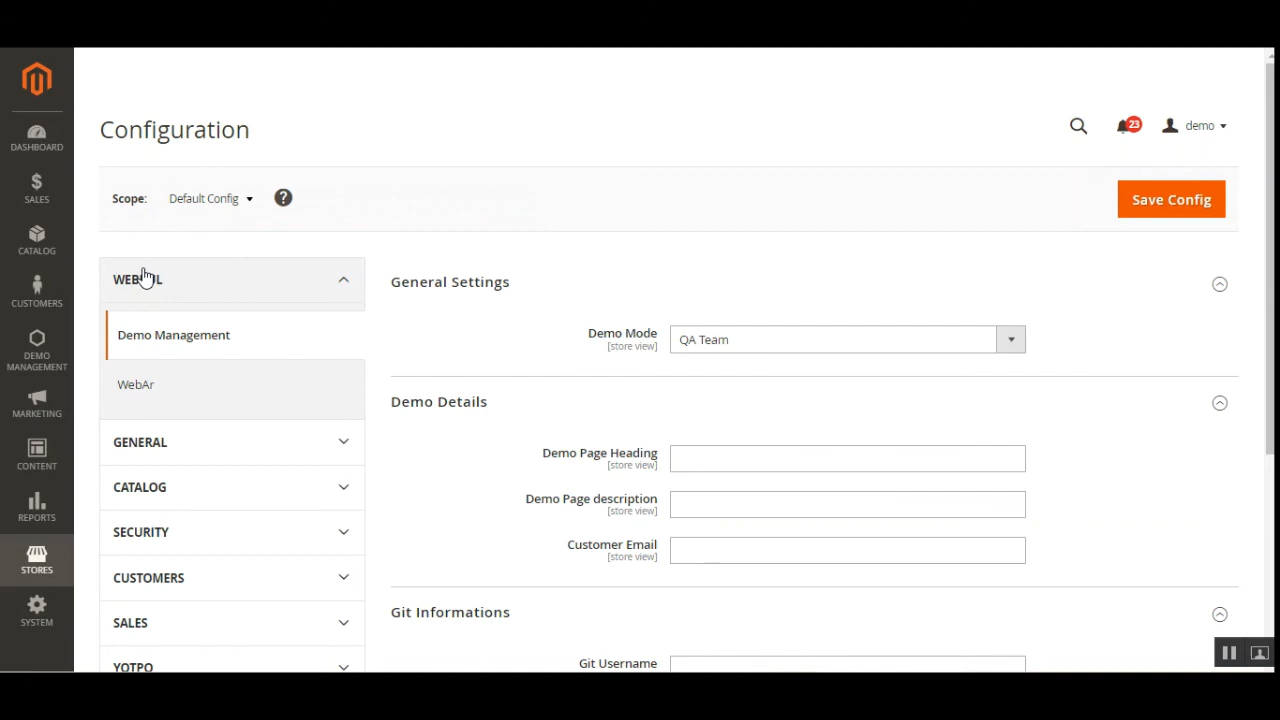 Configuration
23
demo
Scope:
Default Config
?
Save Config
DASHBOARD
SALES
CATALOG
CUSTOMERS
DEMO
MANAGEMENT
MARKETING
CONTENT
REPORTS
STORES
SYSTEM
Demo Management
WebAr
GENERAL
CATALOG
SECURITY
CUSTOMERS
SALES
YOTPO
General Settings
Demo Mode
[store view]
QA Team
Demo Details
Demo Page Heading
[store view]
Demo Page description
[store view]
Customer Email
[store view]
Git Informations
Git Username